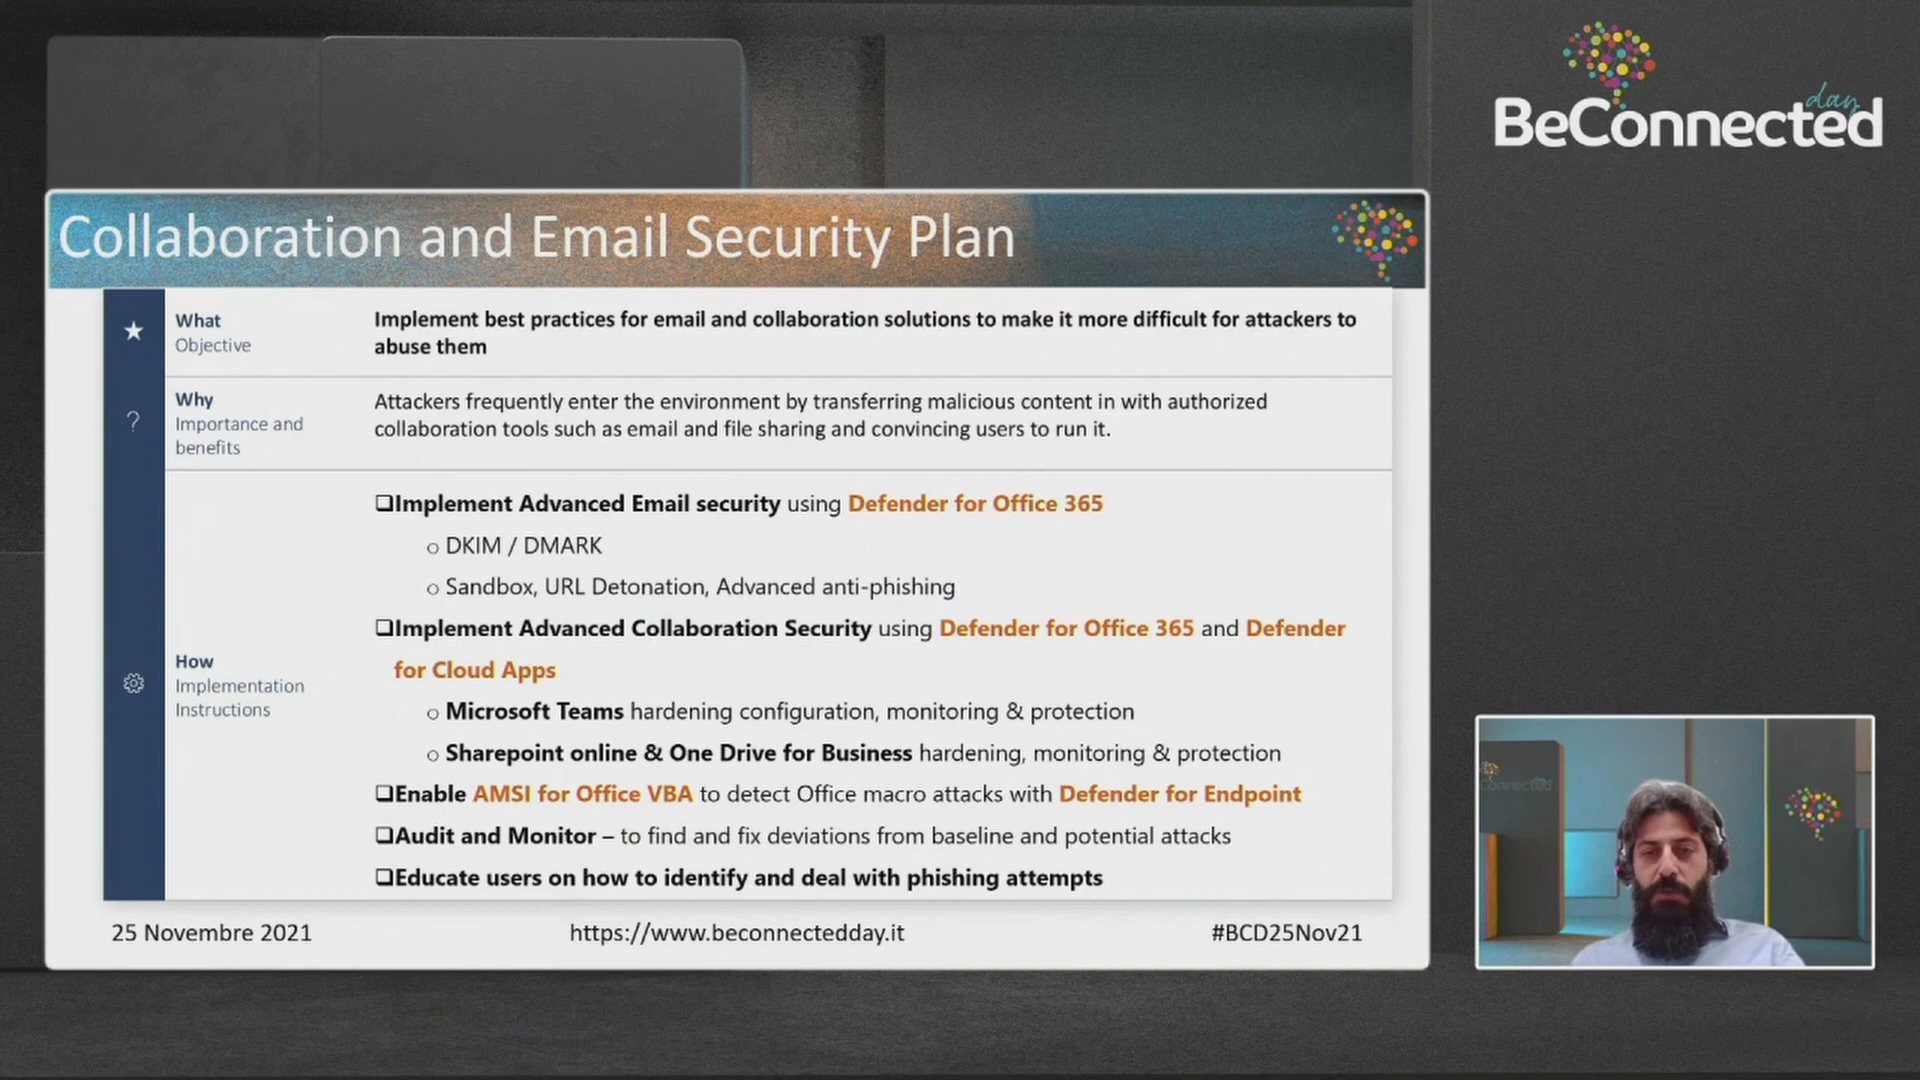 day
BeConnected
Collaboration and Email Security Plan
What
Objective
Implement best practices for email and collaboration solutions to make it more difficult for attackers to
abuse them
Why
Importance and
benefits
Attackers frequently enter the environment by transferring malicious content in with authorized
collaboration tools such as email and file sharing and convincing users to run it.
How
Implementation
Instructions
❑Implement Advanced Email security using Defender for Office 365
o DKIM / DMARK
o Sandbox, URL Detonation, Advanced anti-phishing
❑Implement Advanced Collaboration Security using Defender for Office 365 and Defender
for Cloud Apps
o Microsoft Teams hardening configuration, monitoring & protection
o Sharepoint online & One Drive for Business hardening, monitoring & protection
❑Enable AMSI for Office VBA to detect Office macro attacks with Defender for Endpoint
❑Audit and Monitor – to find and fix deviations from baseline and potential attacks
❑Educate users on how to identify and deal with phishing attempts
25 Novembre 2021
https://www.beconnectedday.it
#BCD25Nov21
Connected